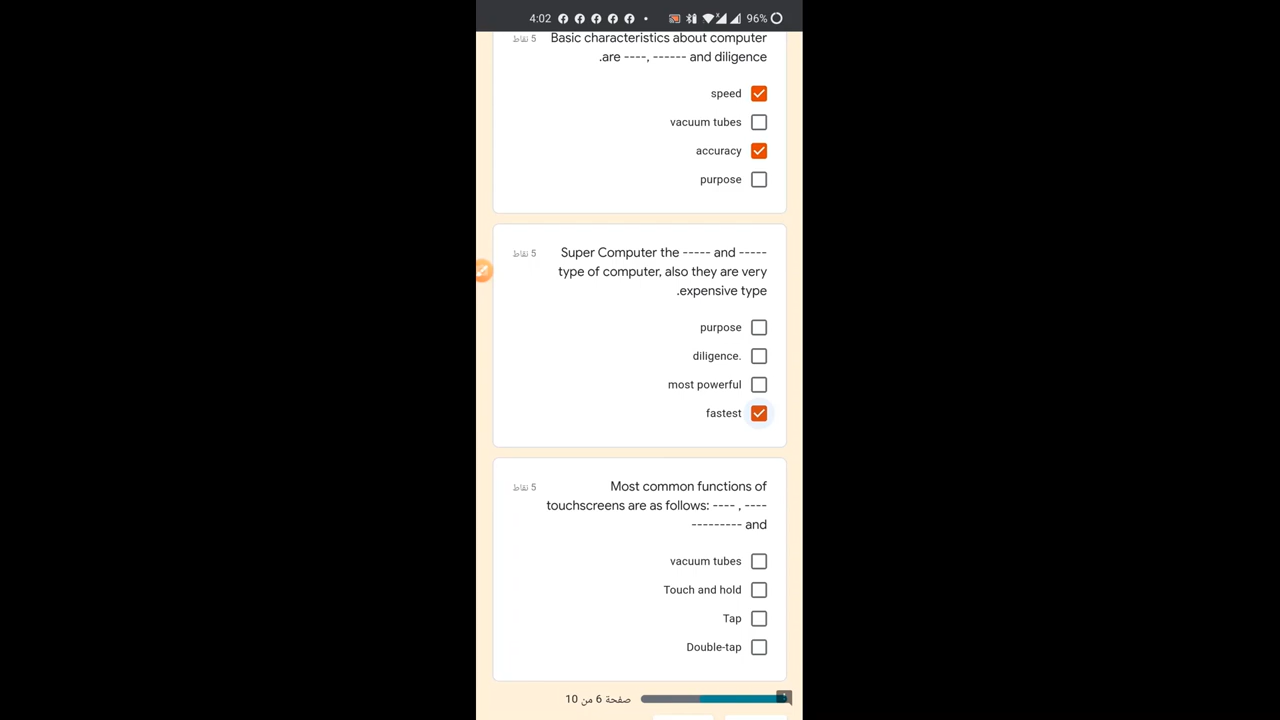 4:02
96%
Basic characteristics about computer
5 نقاط
.are ----, ------ and diligence
speed
vacuum tubes
accuracy
purpose
Super Computer the ----- and -----
5 نقاط
type of computer, also they are very
.expensive type
purpose
diligence.
most powerful
fastest
Most common functions of
5 نقاط
touchscreens are as follows: ---- , ----
--------- and
vacuum tubes
Touch and hold
Tap
Double-tap
صفحة 6 من 10